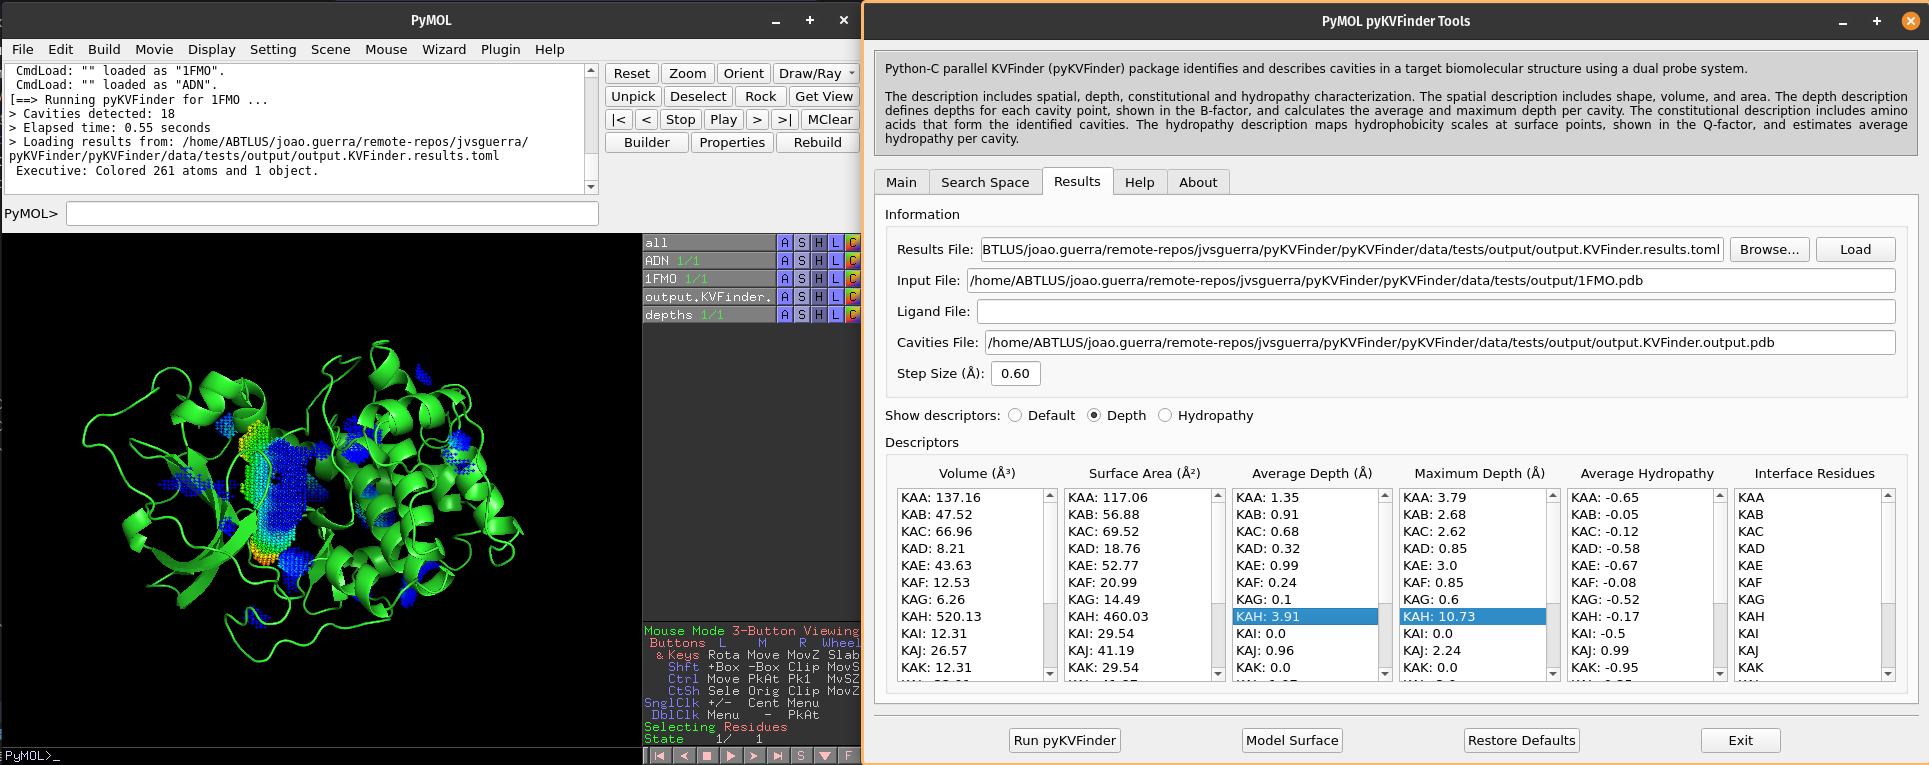 PyMOL
File Edit Build Movie Display Setting Scene Mouse Wizard Plugin Help
CmdLoad: "" loaded as "1FMO".
CmdLoad: "" loaded as "ADN".
[==> Running pyKVFinder for 1FMO ...
> Cavities detected: 18
> Elapsed time: 0.55 seconds
> Loading results from: /home/ABTLUS/joao.guerra/remote-repos/jvsguerra/
pyKVFinder/pyKVFinder/data/tests/output/output.KVFinder.results.toml
Executive: Colored 261 atoms and 1 object.
PyMOL>
Reset Zoom Orient Draw/Ray
Unpick Deselect Rock Get View
|< < Stop Play > >| MClear
Builder Properties Rebuild
all A S H L C
ADN 1/1 A S H L C
1FMO 1/1 A S H L C
output.KVFinder. A S H L C
depths 1/1 A S H L C
Mouse Mode 3-Button Viewing
Buttons L M R Wheel
& Keys Rota Move MovZ Slab
Shft +Box -Box Clip MovS
Ctrl Move PkAt Pk1 MvSZ
CtSh Sele Orig Clip MovZ
SnglClk +/- Cent Menu
DblClk Menu - PkAt
Selecting Residues
State 1/ 1
PyMOL>_
S F
PyMOL pyKVFinder Tools
Python-C parallel KVFinder (pyKVFinder) package identifies and describes cavities in a target biomolecular structure using a dual probe system.
The description includes spatial, depth, constitutional and hydropathy characterization. The spatial description includes shape, volume, and area. The depth description
defines depths for each cavity point, shown in the B-factor, and calculates the average and maximum depth per cavity. The constitutional description includes amino
acids that form the identified cavities. The hydropathy description maps hydrophobicity scales at surface points, shown in the Q-factor, and estimates average
hydropathy per cavity.
Main Search Space Results Help About
Information
Results File: BTLUS/joao.guerra/remote-repos/jvsguerra/pyKVFinder/pyKVFinder/data/tests/output/output.KVFinder.results.toml Browse... Load
Input File: /home/ABTLUS/joao.guerra/remote-repos/jvsguerra/pyKVFinder/pyKVFinder/data/tests/output/1FMO.pdb
Ligand File:
Cavities File: /home/ABTLUS/joao.guerra/remote-repos/jvsguerra/pyKVFinder/pyKVFinder/data/tests/output/output.KVFinder.output.pdb
Step Size (Å): 0.60
Show descriptors: Default Depth Hydropathy
Descriptors
Volume (Å³) Surface Area (Å²) Average Depth (Å) Maximum Depth (Å) Average Hydropathy Interface Residues
KAA: 137.16 KAA: 117.06 KAA: 1.35 KAA: 3.79 KAA: -0.65 KAA
KAB: 47.52 KAB: 56.88 KAB: 0.91 KAB: 2.68 KAB: -0.05 KAB
KAC: 66.96 KAC: 69.52 KAC: 0.68 KAC: 2.62 KAC: -0.12 KAC
KAD: 8.21 KAD: 18.76 KAD: 0.32 KAD: 0.85 KAD: -0.58 KAD
KAE: 43.63 KAE: 52.77 KAE: 0.99 KAE: 3.0 KAE: -0.67 KAE
KAF: 12.53 KAF: 20.99 KAF: 0.24 KAF: 0.85 KAF: -0.08 KAF
KAG: 6.26 KAG: 14.49 KAG: 0.1 KAG: 0.6 KAG: -0.52 KAG
KAH: 520.13 KAH: 460.03 KAH: 3.91 KAH: 10.73 KAH: -0.17 KAH
KAI: 12.31 KAI: 29.54 KAI: 0.0 KAI: 0.0 KAI: -0.5 KAI
KAJ: 26.57 KAJ: 41.19 KAJ: 0.96 KAJ: 2.24 KAJ: 0.99 KAJ
KAK: 12.31 KAK: 29.54 KAK: 0.0 KAK: 0.0 KAK: -0.95 KAK
Run pyKVFinder Model Surface Restore Defaults Exit